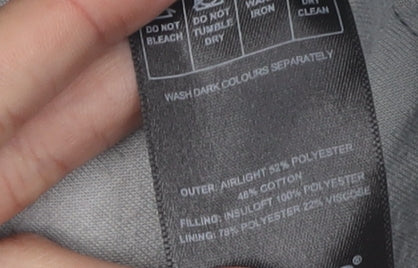 DO NOT BLEACH
DO NOT TUMBLE DRY
IRON
DRY CLEAN
WASH DARK COLOURS SEPARATELY
OUTER: AIRLIGHT 52% POLYESTER
48% COTTON
FILLING: INSULOFT 100% POLYESTER
LINING: 78% POLYESTER 22% VISCOSE
®